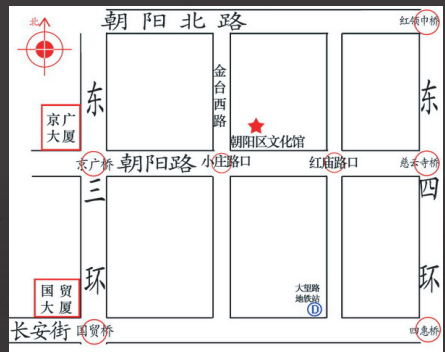 北
朝阳北路
红领巾桥
金台西路
东
东
京广
大厦
朝阳区文化馆
京广桥
朝阳路
小庄路口
红庙路口
慈云寺桥
三
四
环
环
国贸
大厦
大望路
地铁站
D
长安街
国贸桥
四惠桥